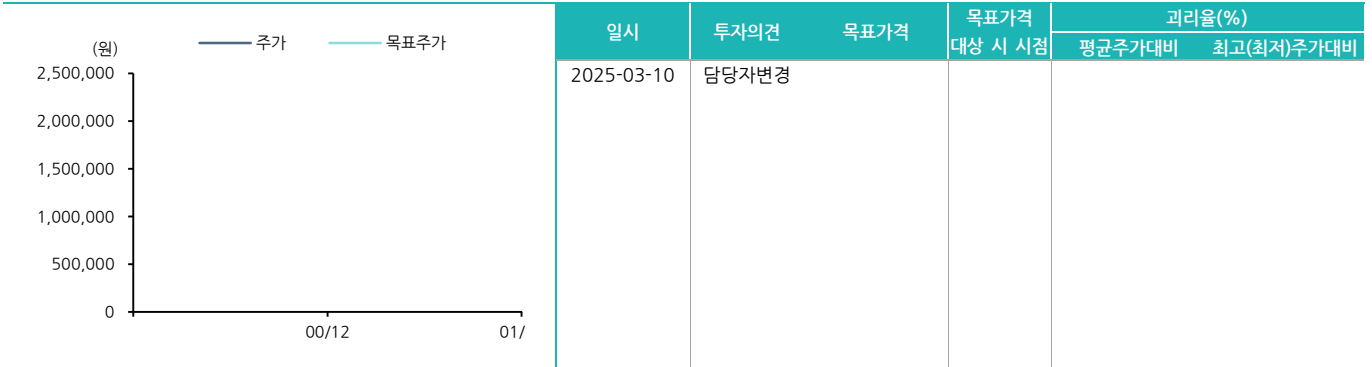 (원)
주가
목표주가
2,500,000
2,000,000
1,500,000
1,000,000
500,000
0
00/12
01/
일시
투자의견
목표가격
목표가격
대상 시 시점
괴리율(%)
평균주가대비
최고(최저)주가대비
2025-03-10
담당자변경